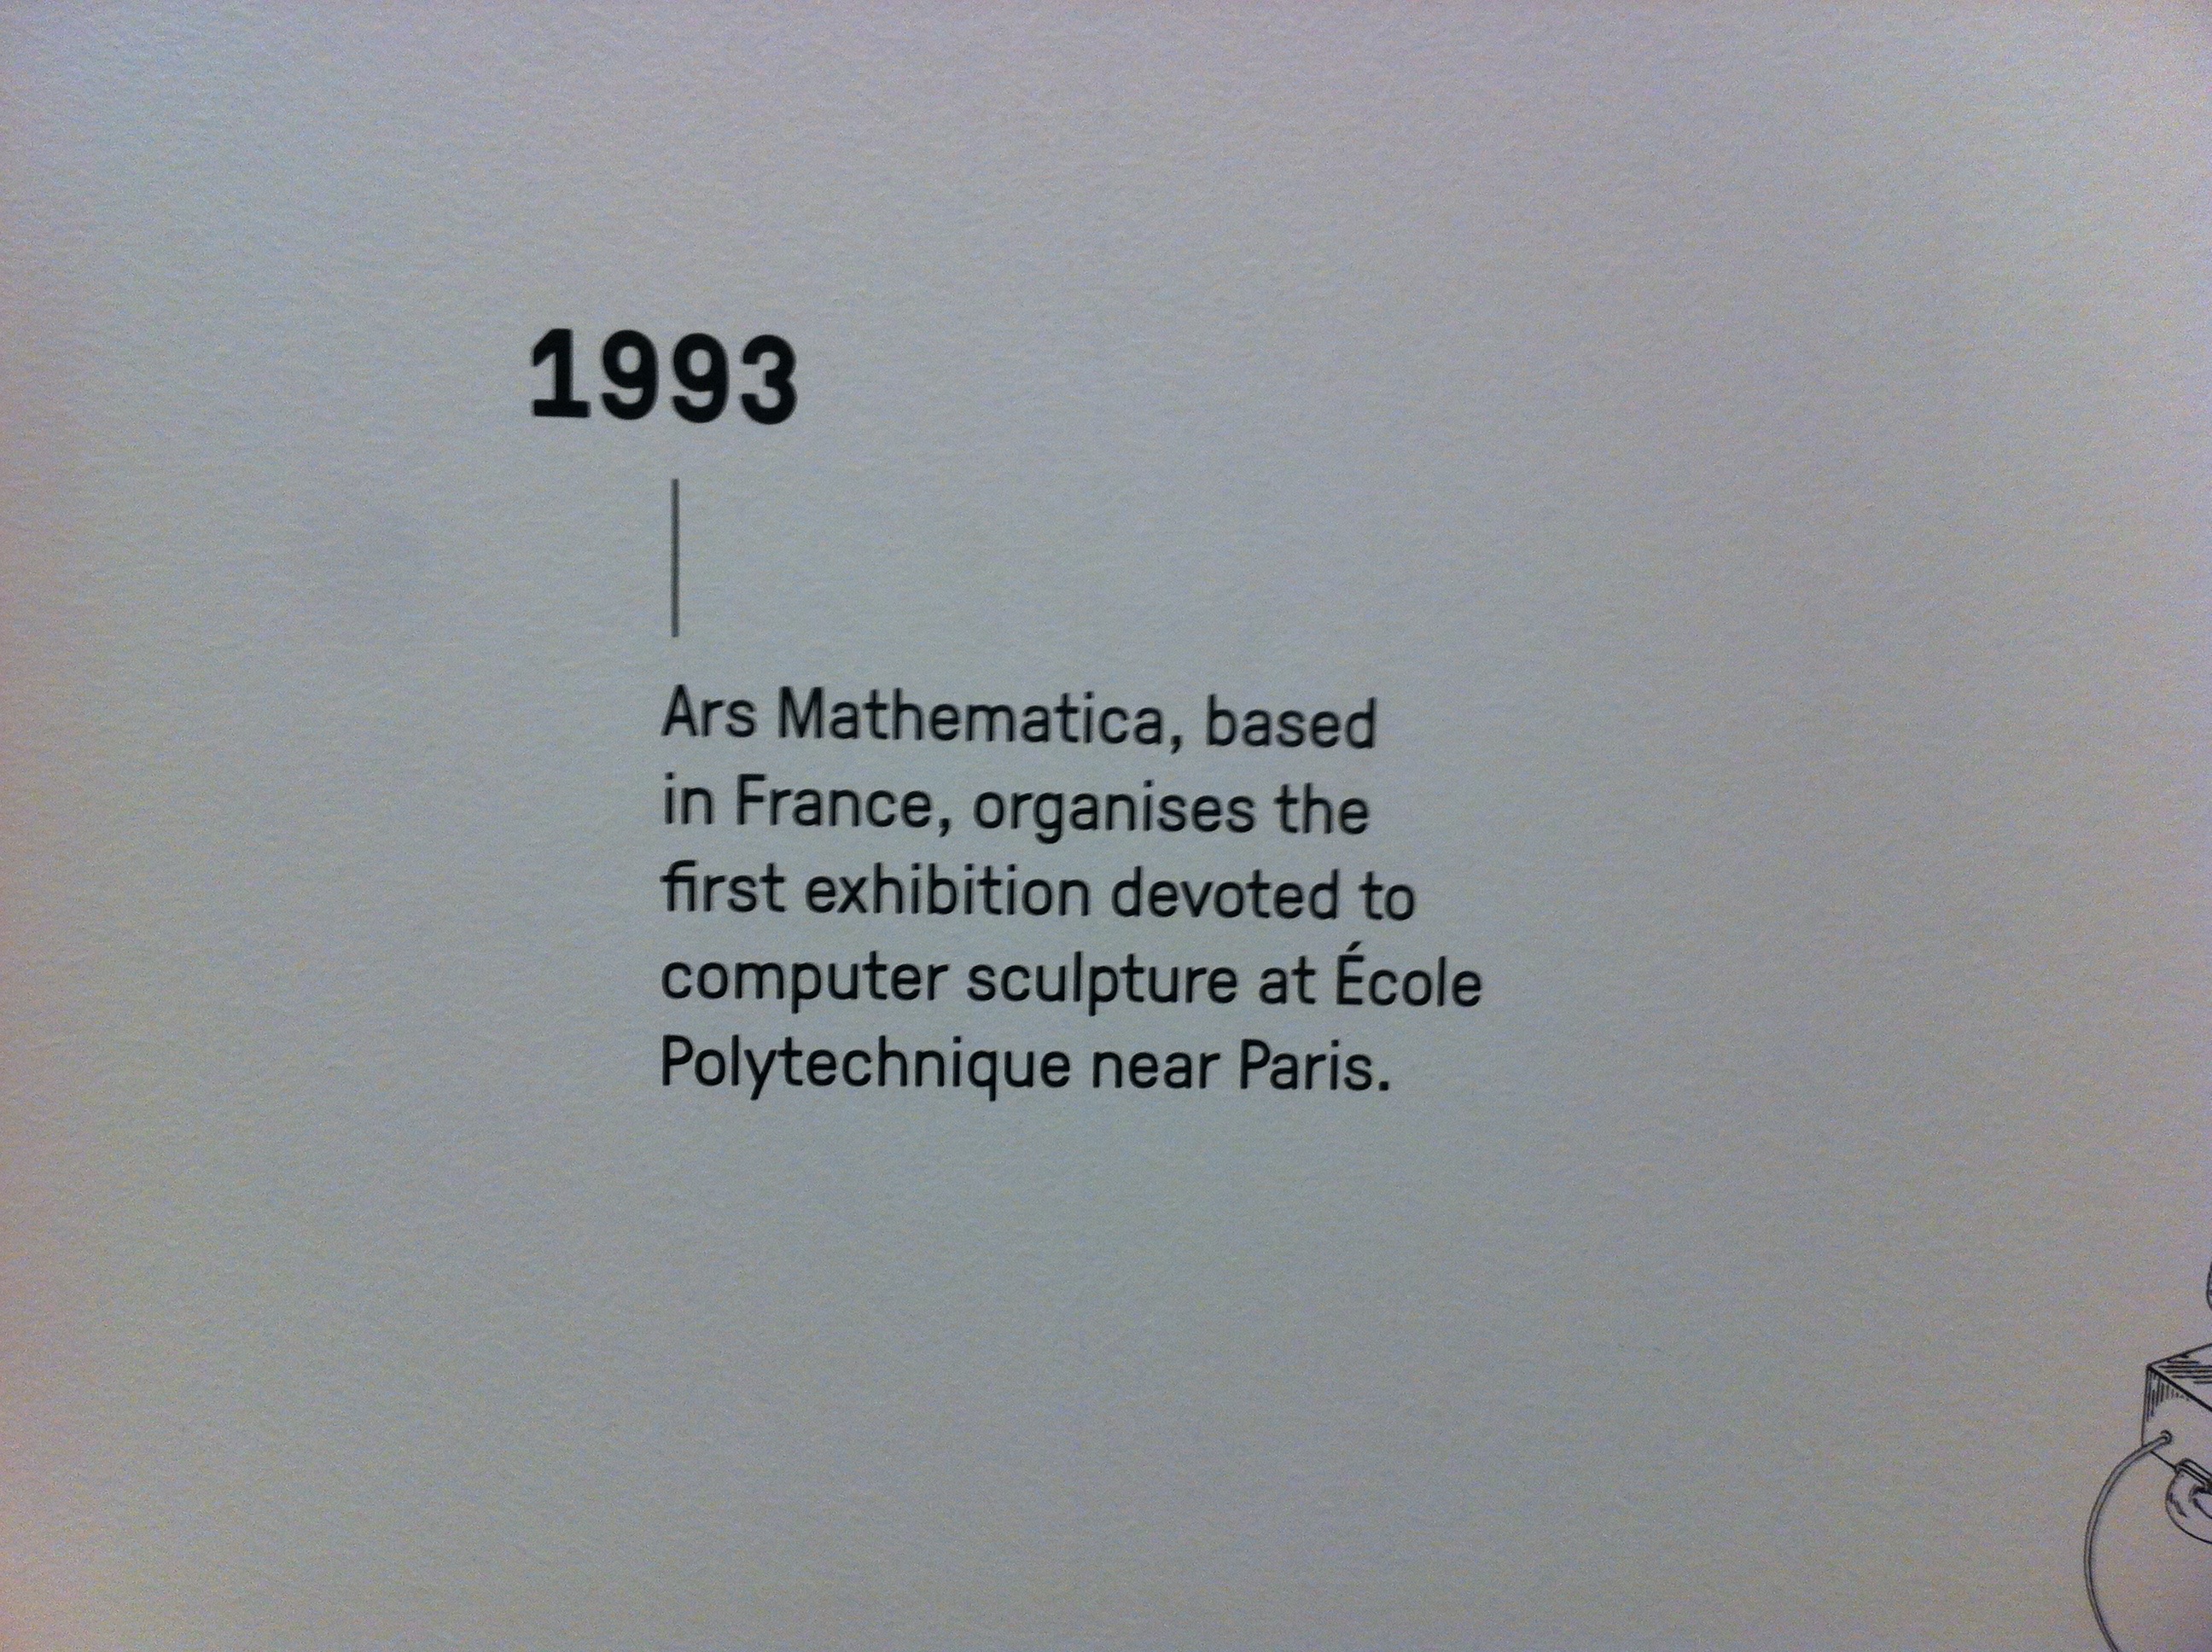 1993
Ars Mathematica, based
in France, organises the
first exhibition devoted to
computer sculpture at École
Polytechnique near Paris.